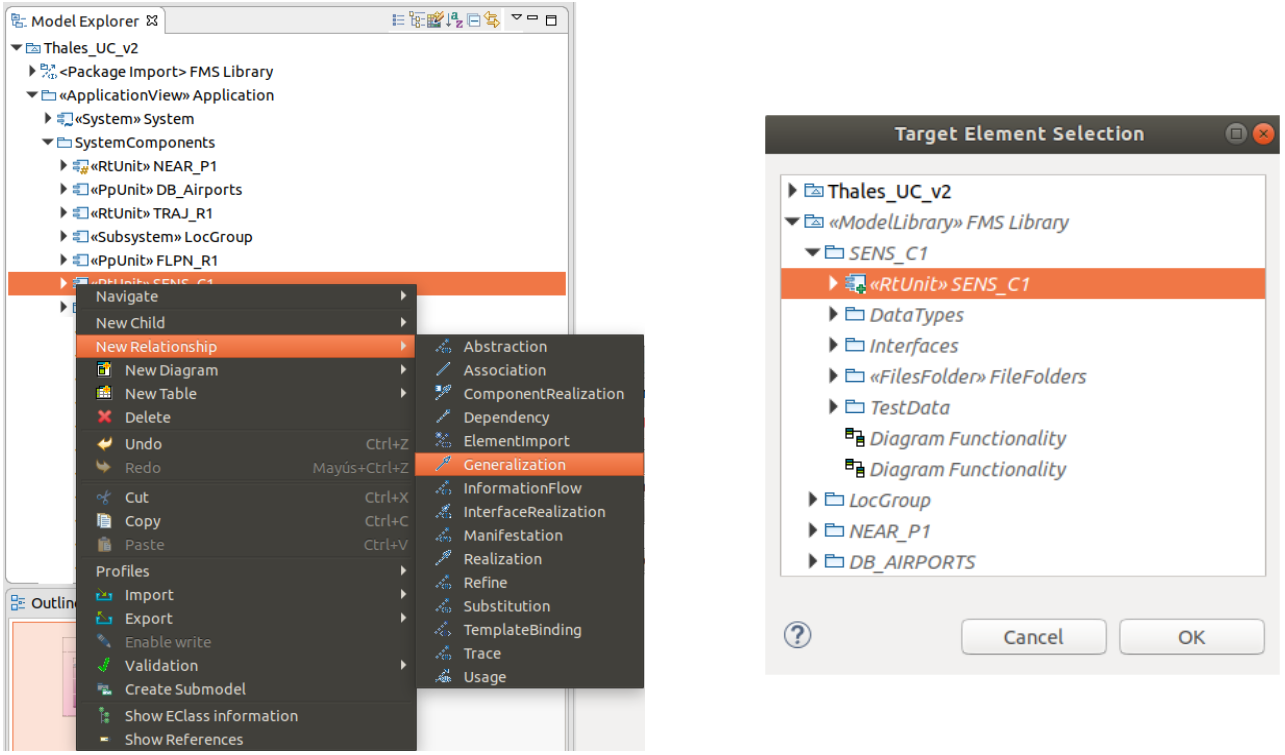 Model Explorer
Thales_UC_v2
<Package Import> FMS Library
«ApplicationView» Application
«System» System
SystemComponents
«RtUnit» NEAR_P1
«PpUnit» DB_Airports
«RtUnit» TRAJ_R1
«Subsystem» LocGroup
«PpUnit» FLPN_R1
«RtUnit» SENS_C1
Navigate
New Child
New Relationship
New Diagram
New Table
Delete
Undo Ctrl+Z
Redo Mayús+Ctrl+Z
Cut Ctrl+X
Copy Ctrl+C
Paste Ctrl+V
Profiles
Import
Export
Enable write
Validation
Create Submodel
Show EClass information
Show References
Abstraction
Association
ComponentRealization
Dependency
ElementImport
Generalization
InformationFlow
InterfaceRealization
Manifestation
Realization
Refine
Substitution
TemplateBinding
Trace
Usage
Target Element Selection
Thales_UC_v2
«ModelLibrary» FMS Library
SENS_C1
«RtUnit» SENS_C1
DataTypes
Interfaces
«FilesFolder» FileFolders
TestData
Diagram Functionality
Diagram Functionality
LocGroup
NEAR_P1
DB_AIRPORTS
Cancel OK